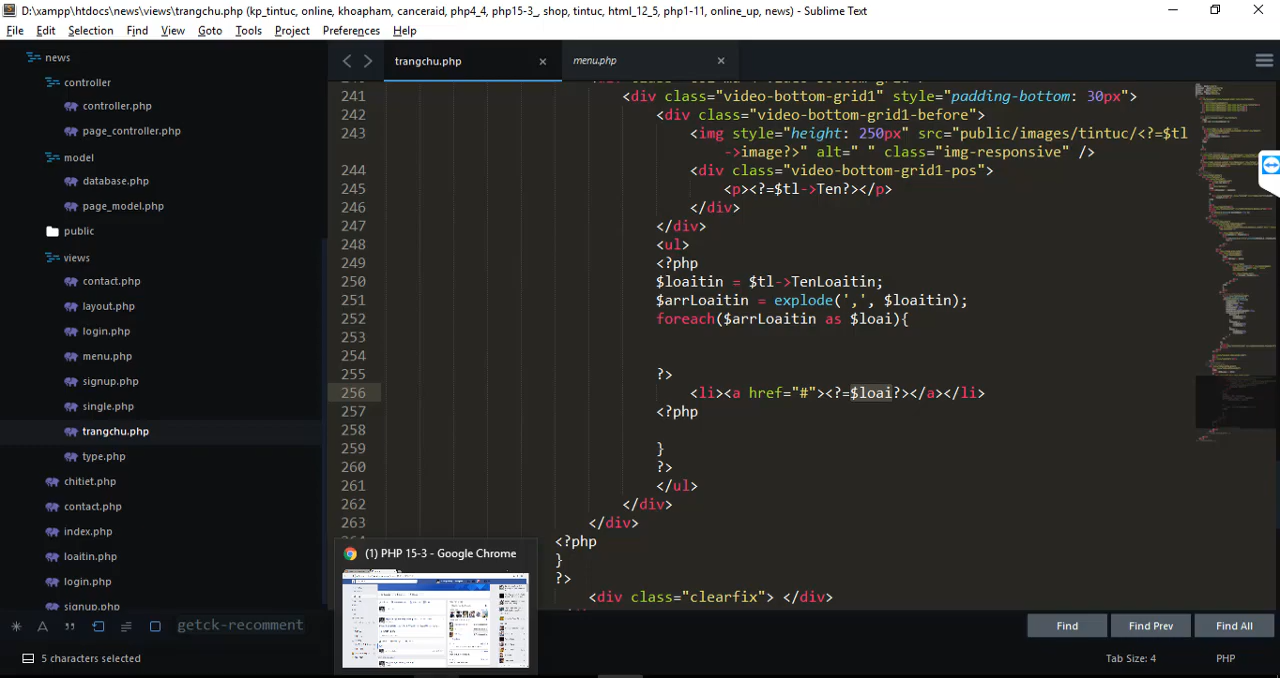 D:\xampp\htdocs\news\views\trangchu.php (kp_tintuc, online, khoapham, canceraid, php4_4, php15-3_, shop, tintuc, html_12_5, php1-11, online_up, news) - Sublime Text
File Edit Selection Find View Goto Tools Project Preferences Help
news
controller
controller.php
page_controller.php
model
database.php
page_model.php
public
views
contact.php
layout.php
login.php
menu.php
signup.php
single.php
trangchu.php
type.php
chitiet.php
contact.php
index.php
loaitin.php
login.php
signup.php
trangchu.php
menu.php
241 <div class="video-bottom-grid1" style="padding-bottom: 30px">
242 <div class="video-bottom-grid1-before">
243 <img style="height: 250px" src="public/images/tintuc/<?=$tl
->image?>" alt=" " class="img-responsive" />
244 <div class="video-bottom-grid1-pos">
245 <p><?=$tl->Ten?></p>
246 </div>
247 </div>
248 <ul>
249 <?php
250 $loaitin = $tl->TenLoaitin;
251 $arrLoaitin = explode(',', $loaitin);
252 foreach($arrLoaitin as $loai){
253
254
255 ?>
256 <li><a href="#"><?=$loai?></a></li>
257 <?php
258
259 }
260 ?>
261 </ul>
262 </div>
263 </div>
<?php
}
?>
<div class="clearfix"> </div>
(1) PHP 15-3 - Google Chrome
gstck-recomment
Find Find Prev Find All
5 characters selected
Tab Size: 4 PHP